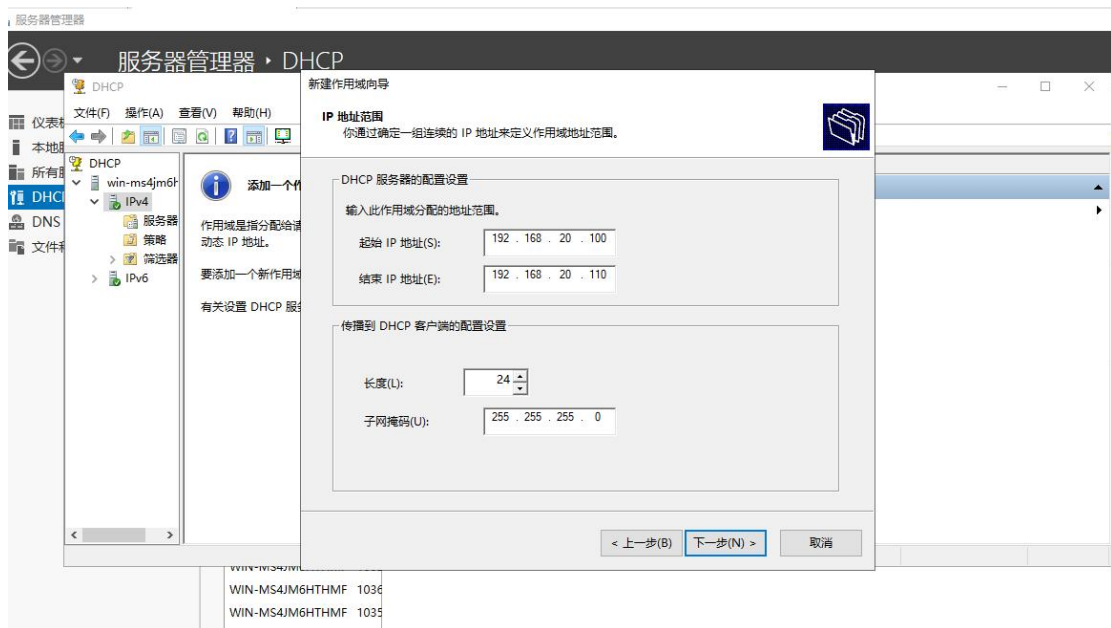 服务器管理器
服务器管理器 · DHCP
DHCP
文件(F) 操作(A) 查看(V) 帮助(H)
仪表
本地
所有
DHC
DNS
文件
DHCP
win-ms4jm6h
IPv4
服务器
策略
筛选器
IPv6
添加一个
作用域是指分配给
动态 IP 地址。
要添加一个新作用域
有关设置 DHCP 服
新建作用域向导
IP 地址范围
你通过确定一组连续的 IP 地址来定义作用域地址范围。
DHCP 服务器的配置设置
输入此作用域分配的地址范围。
起始 IP 地址(S): 192 . 168 . 20 . 100
结束 IP 地址(E): 192 . 168 . 20 . 110
传播到 DHCP 客户端的配置设置
长度(L): 24
子网掩码(U): 255 . 255 . 255 . 0
< 上一步(B) 下一步(N) > 取消
WIN-MS4JM6HTHMF 1036
WIN-MS4JM6HTHMF 1035